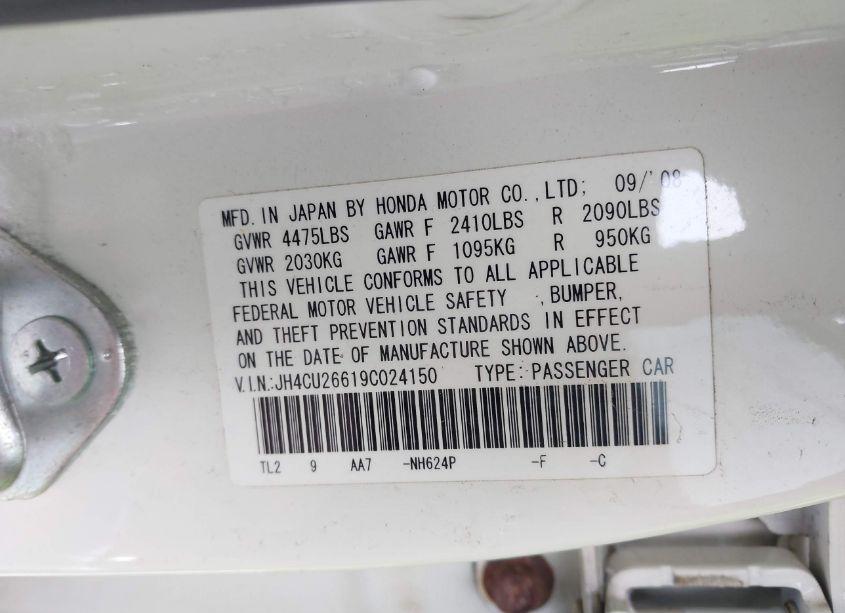 MFD. IN JAPAN BY HONDA MOTOR CO., LTD; 09/'08
GVWR 4475LBS GAWR F 2410LBS R 2090LBS
GVWR 2030KG GAWR F 1095KG R 950KG
THIS VEHICLE CONFORMS TO ALL APPLICABLE
FEDERAL MOTOR VEHICLE SAFETY , BUMPER,
AND THEFT PREVENTION STANDARDS IN EFFECT
ON THE DATE OF MANUFACTURE SHOWN ABOVE.
V.I.N.:JH4CU26619C024150 TYPE:PASSENGER CAR
TL2 9 AA7 -NH624P -F -C